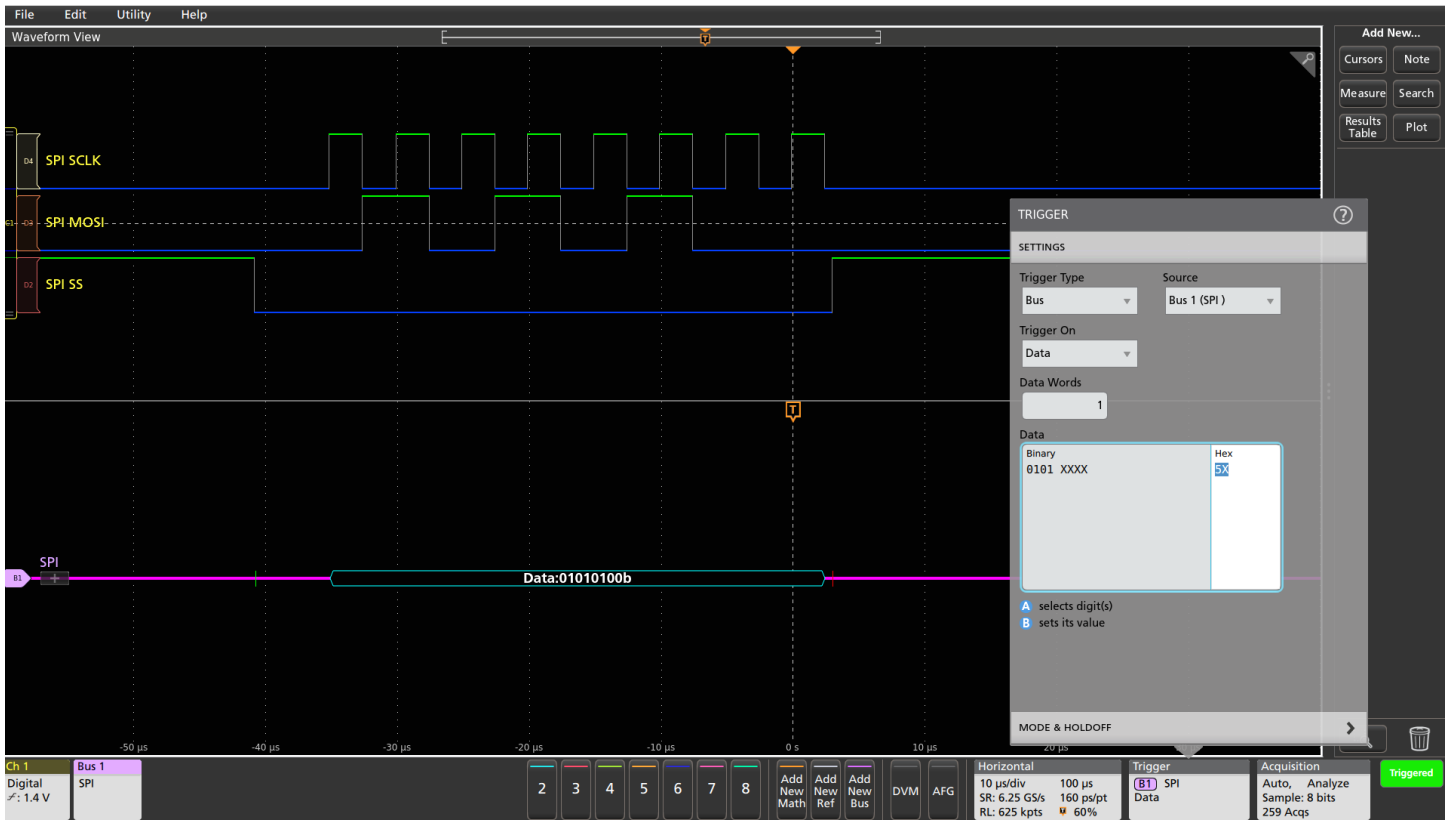 File Edit Utility Help
Waveform View
T
Add New...
Cursors Note
Measure Search
Results Table Plot
D4 SPI SCLK
C1 D3 SPI MOSI
D2 SPI SS
T
SPI
B1 +
Data:01010100b
-50 µs -40 µs -30 µs -20 µs -10 µs 0 s 10 µs 20 µs
TRIGGER ?
SETTINGS
Trigger Type Source
Bus Bus 1 (SPI )
Trigger On
Data
Data Words
1
Data
Binary Hex
0101 XXXX 5X
A selects digit(s)
B sets its value
MODE & HOLDOFF
Ch 1
Digital
: 1.4 V
Bus 1
SPI
2 3 4 5 6 7 8
Add New Math
Add New Ref
Add New Bus
DVM AFG
Horizontal
10 µs/div 100 µs
SR: 6.25 GS/s 160 ps/pt
RL: 625 kpts 60%
Trigger
B1 SPI
Data
Acquisition
Auto, Analyze
Sample: 8 bits
259 Acqs
Triggered